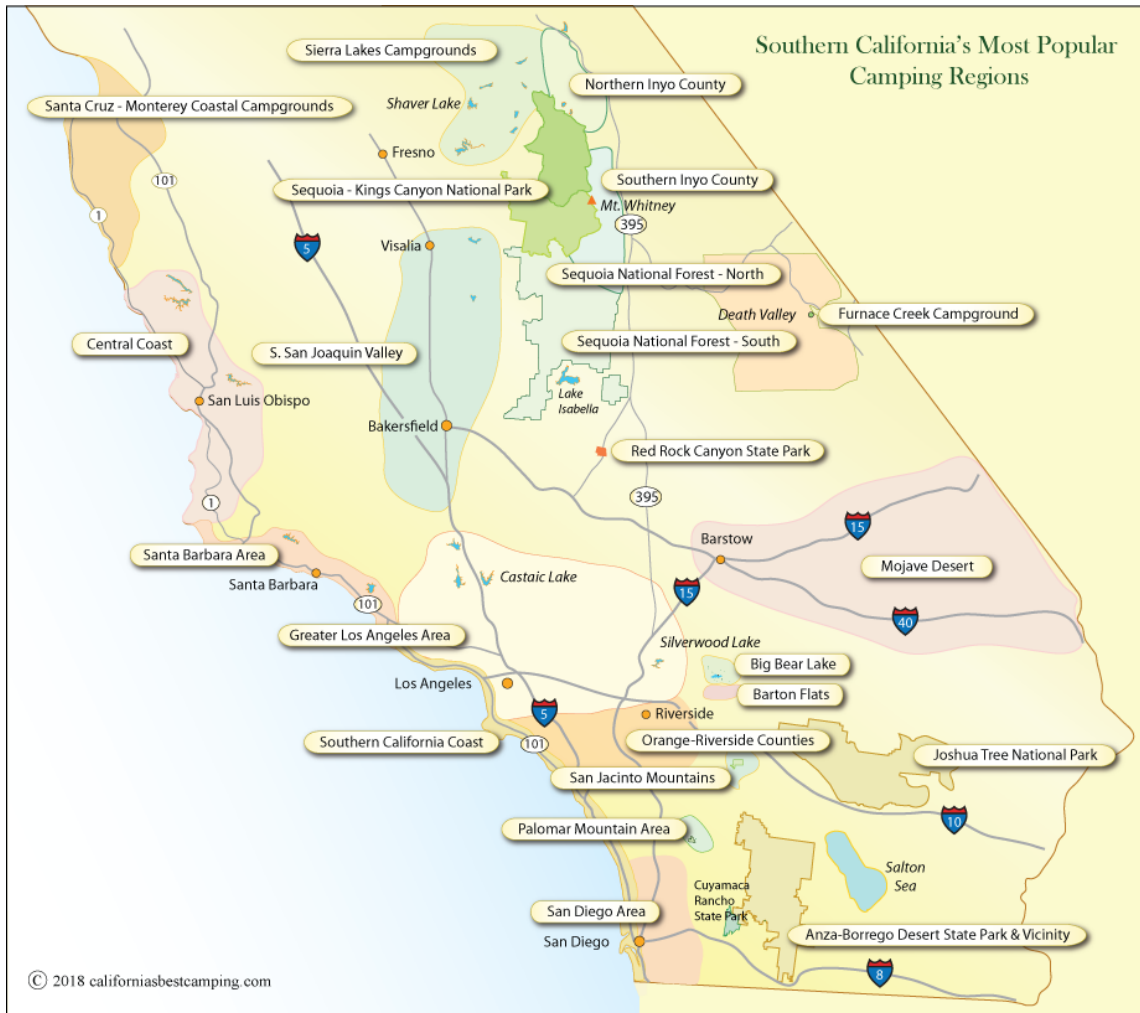 Southern California's Most Popular
Camping Regions
Sierra Lakes Campgrounds
Northern Inyo County
Shaver Lake
Santa Cruz - Monterey Coastal Campgrounds
Fresno
101
Southern Inyo County
Sequoia - Kings Canyon National Park
Mt. Whitney
1
395
5
Visalia
Sequoia National Forest - North
Death Valley
Furnace Creek Campground
Central Coast
S. San Joaquin Valley
Sequoia National Forest - South
Lake
Isabella
San Luis Obispo
Bakersfield
Red Rock Canyon State Park
1
395
15
Barstow
Santa Barbara Area
Mojave Desert
Castaic Lake
Santa Barbara
15
101
40
Greater Los Angeles Area
Silverwood Lake
Big Bear Lake
Los Angeles
Barton Flats
5
Riverside
Southern California Coast
101
Orange-Riverside Counties
Joshua Tree National Park
San Jacinto Mountains
10
Palomar Mountain Area
Salton
Sea
Cuyamaca
Rancho
State Park
San Diego Area
San Diego
Anza-Borrego Desert State Park & Vicinity
8
© 2018 californiasbestcamping.com